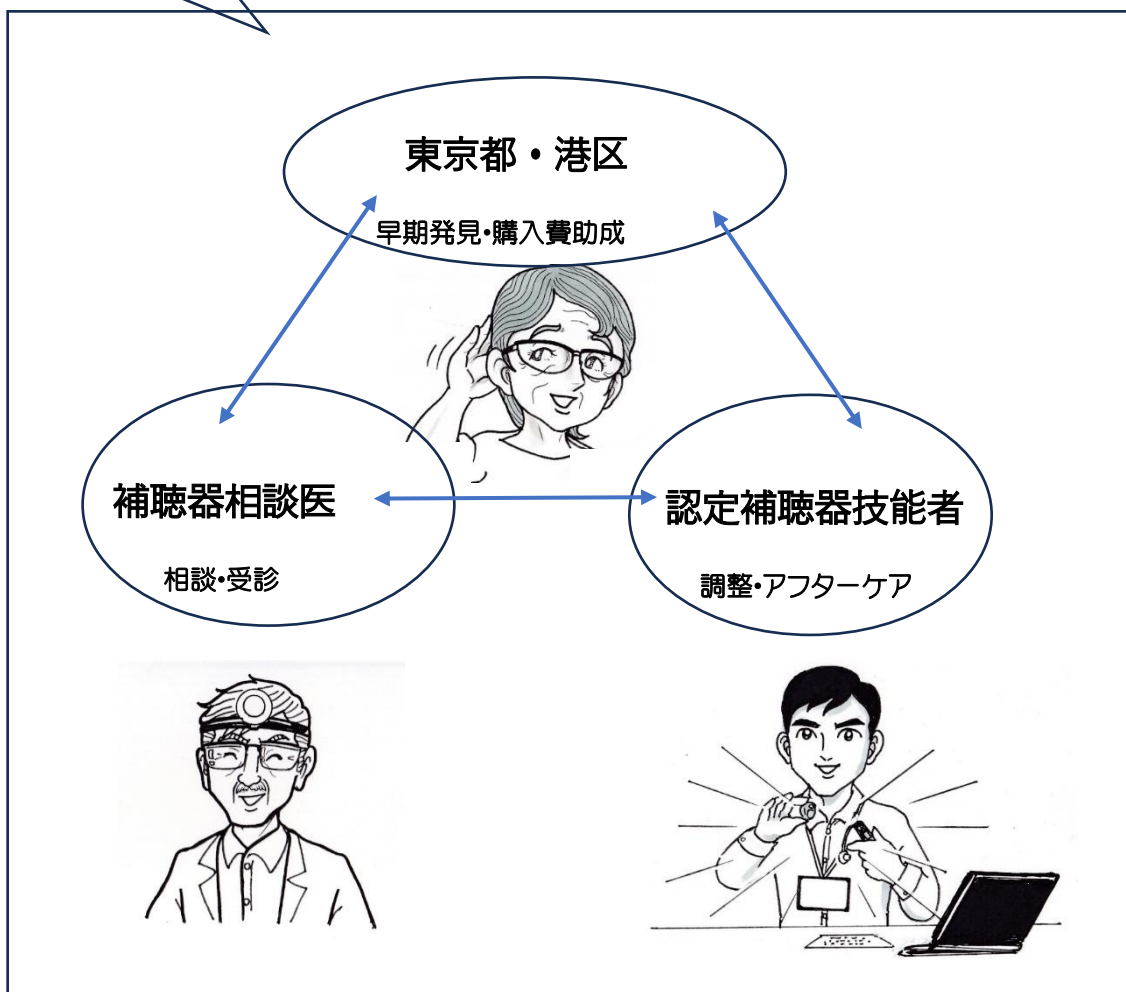 東京都・港区
早期発見・購入費助成
補聴器相談医
相談・受診
認定補聴器技能者
調整・アフターケア